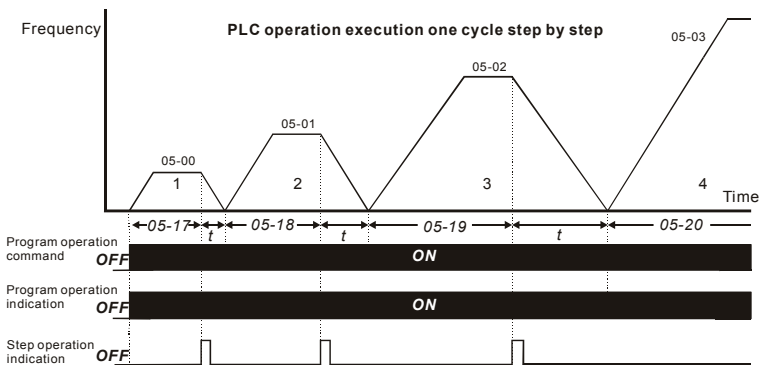 Frequency
PLC operation execution one cycle step by step
05-03
05-02
05-01
05-00
1
2
3
4
Time
05-17
t
05-18
t
05-19
t
05-20
Program operation
command
OFF
ON
Program operation
indication
OFF
ON
Step operation
indication
OFF